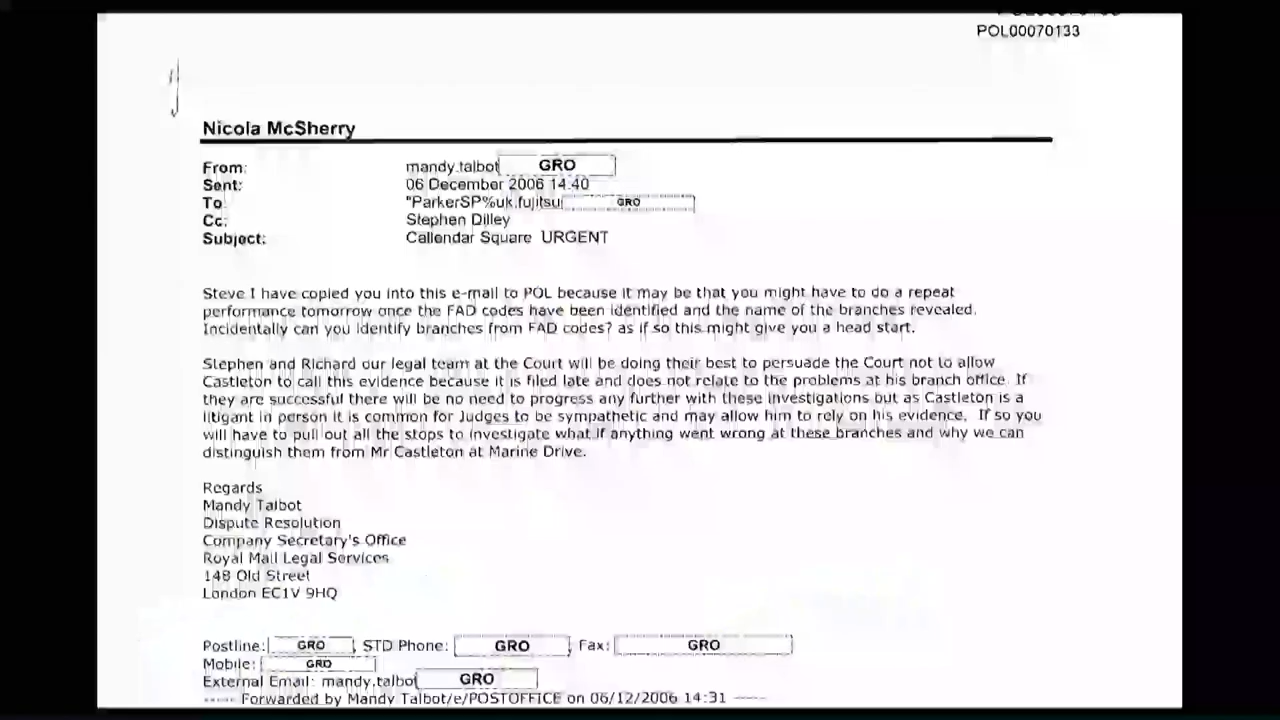 POL00070133
Nicola McSherry
From: mandy.talbot GRO
Sent: 06 December 2006 14:40
To: "ParkerSP%uk.fujitsu GRO
Cc: Stephen Dilley
Subject: Callendar Square URGENT
Steve I have copied you into this e-mail to POL because it may be that you might have to do a repeat
performance tomorrow once the FAD codes have been identified and the name of the branches revealed.
Incidentally can you identify branches from FAD codes? as if so this might give you a head start.
Stephen and Richard our legal team at the Court will be doing their best to persuade the Court not to allow
Castleton to call this evidence because it is filed late and does not relate to the problems at his branch office. If
they are successful there will be no need to progress any further with these investigations but as Castleton is a
litigant in person it is common for Judges to be sympathetic and may allow him to rely on his evidence. If so you
will have to pull out all the stops to investigate what if anything went wrong at these branches and why we can
distinguish them from Mr Castleton at Marine Drive.
Regards
Mandy Talbot
Dispute Resolution
Company Secretary's Office
Royal Mail Legal Services
148 Old Street
London EC1V 9HQ
Postline: GRO, STD Phone: GRO, Fax: GRO
Mobile: GRO
External Email: mandy.talbot GRO
----- Forwarded by Mandy Talbot/e/POSTOFFICE on 06/12/2006 14:31 -----